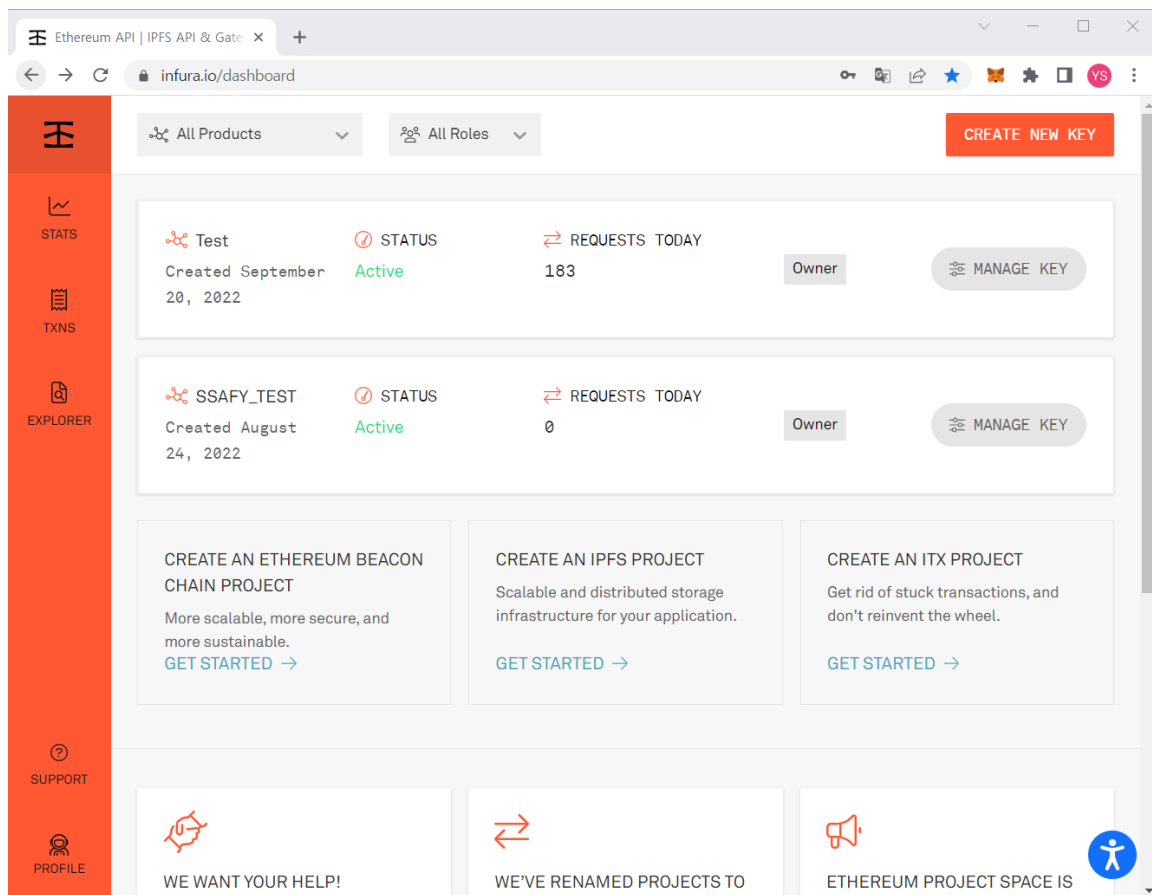 Ethereum API | IPFS API & Gate
infura.io/dashboard
YS
All Products
All Roles
CREATE NEW KEY
STATS
TXNS
EXPLORER
SUPPORT
PROFILE
Test
STATUS
REQUESTS TODAY
Created September
20, 2022
Active
183
Owner
MANAGE KEY
SSAFY_TEST
STATUS
REQUESTS TODAY
Created August
24, 2022
Active
0
Owner
MANAGE KEY
CREATE AN ETHEREUM BEACON
CHAIN PROJECT
More scalable, more secure, and
more sustainable.
GET STARTED →
CREATE AN IPFS PROJECT
Scalable and distributed storage
infrastructure for your application.
GET STARTED →
CREATE AN ITX PROJECT
Get rid of stuck transactions, and
don't reinvent the wheel.
GET STARTED →
WE WANT YOUR HELP!
WE'VE RENAMED PROJECTS TO
ETHEREUM PROJECT SPACE IS